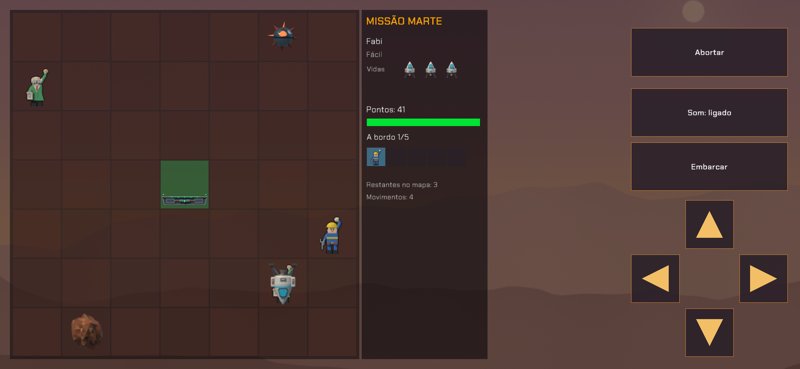 MISSÃO MARTE
Fabi
Fácil
Vidas
Pontos: 41
A bordo 1/5
Restantes no mapa: 3
Movimentos: 4
Abortar
Som: ligado
Embarcar